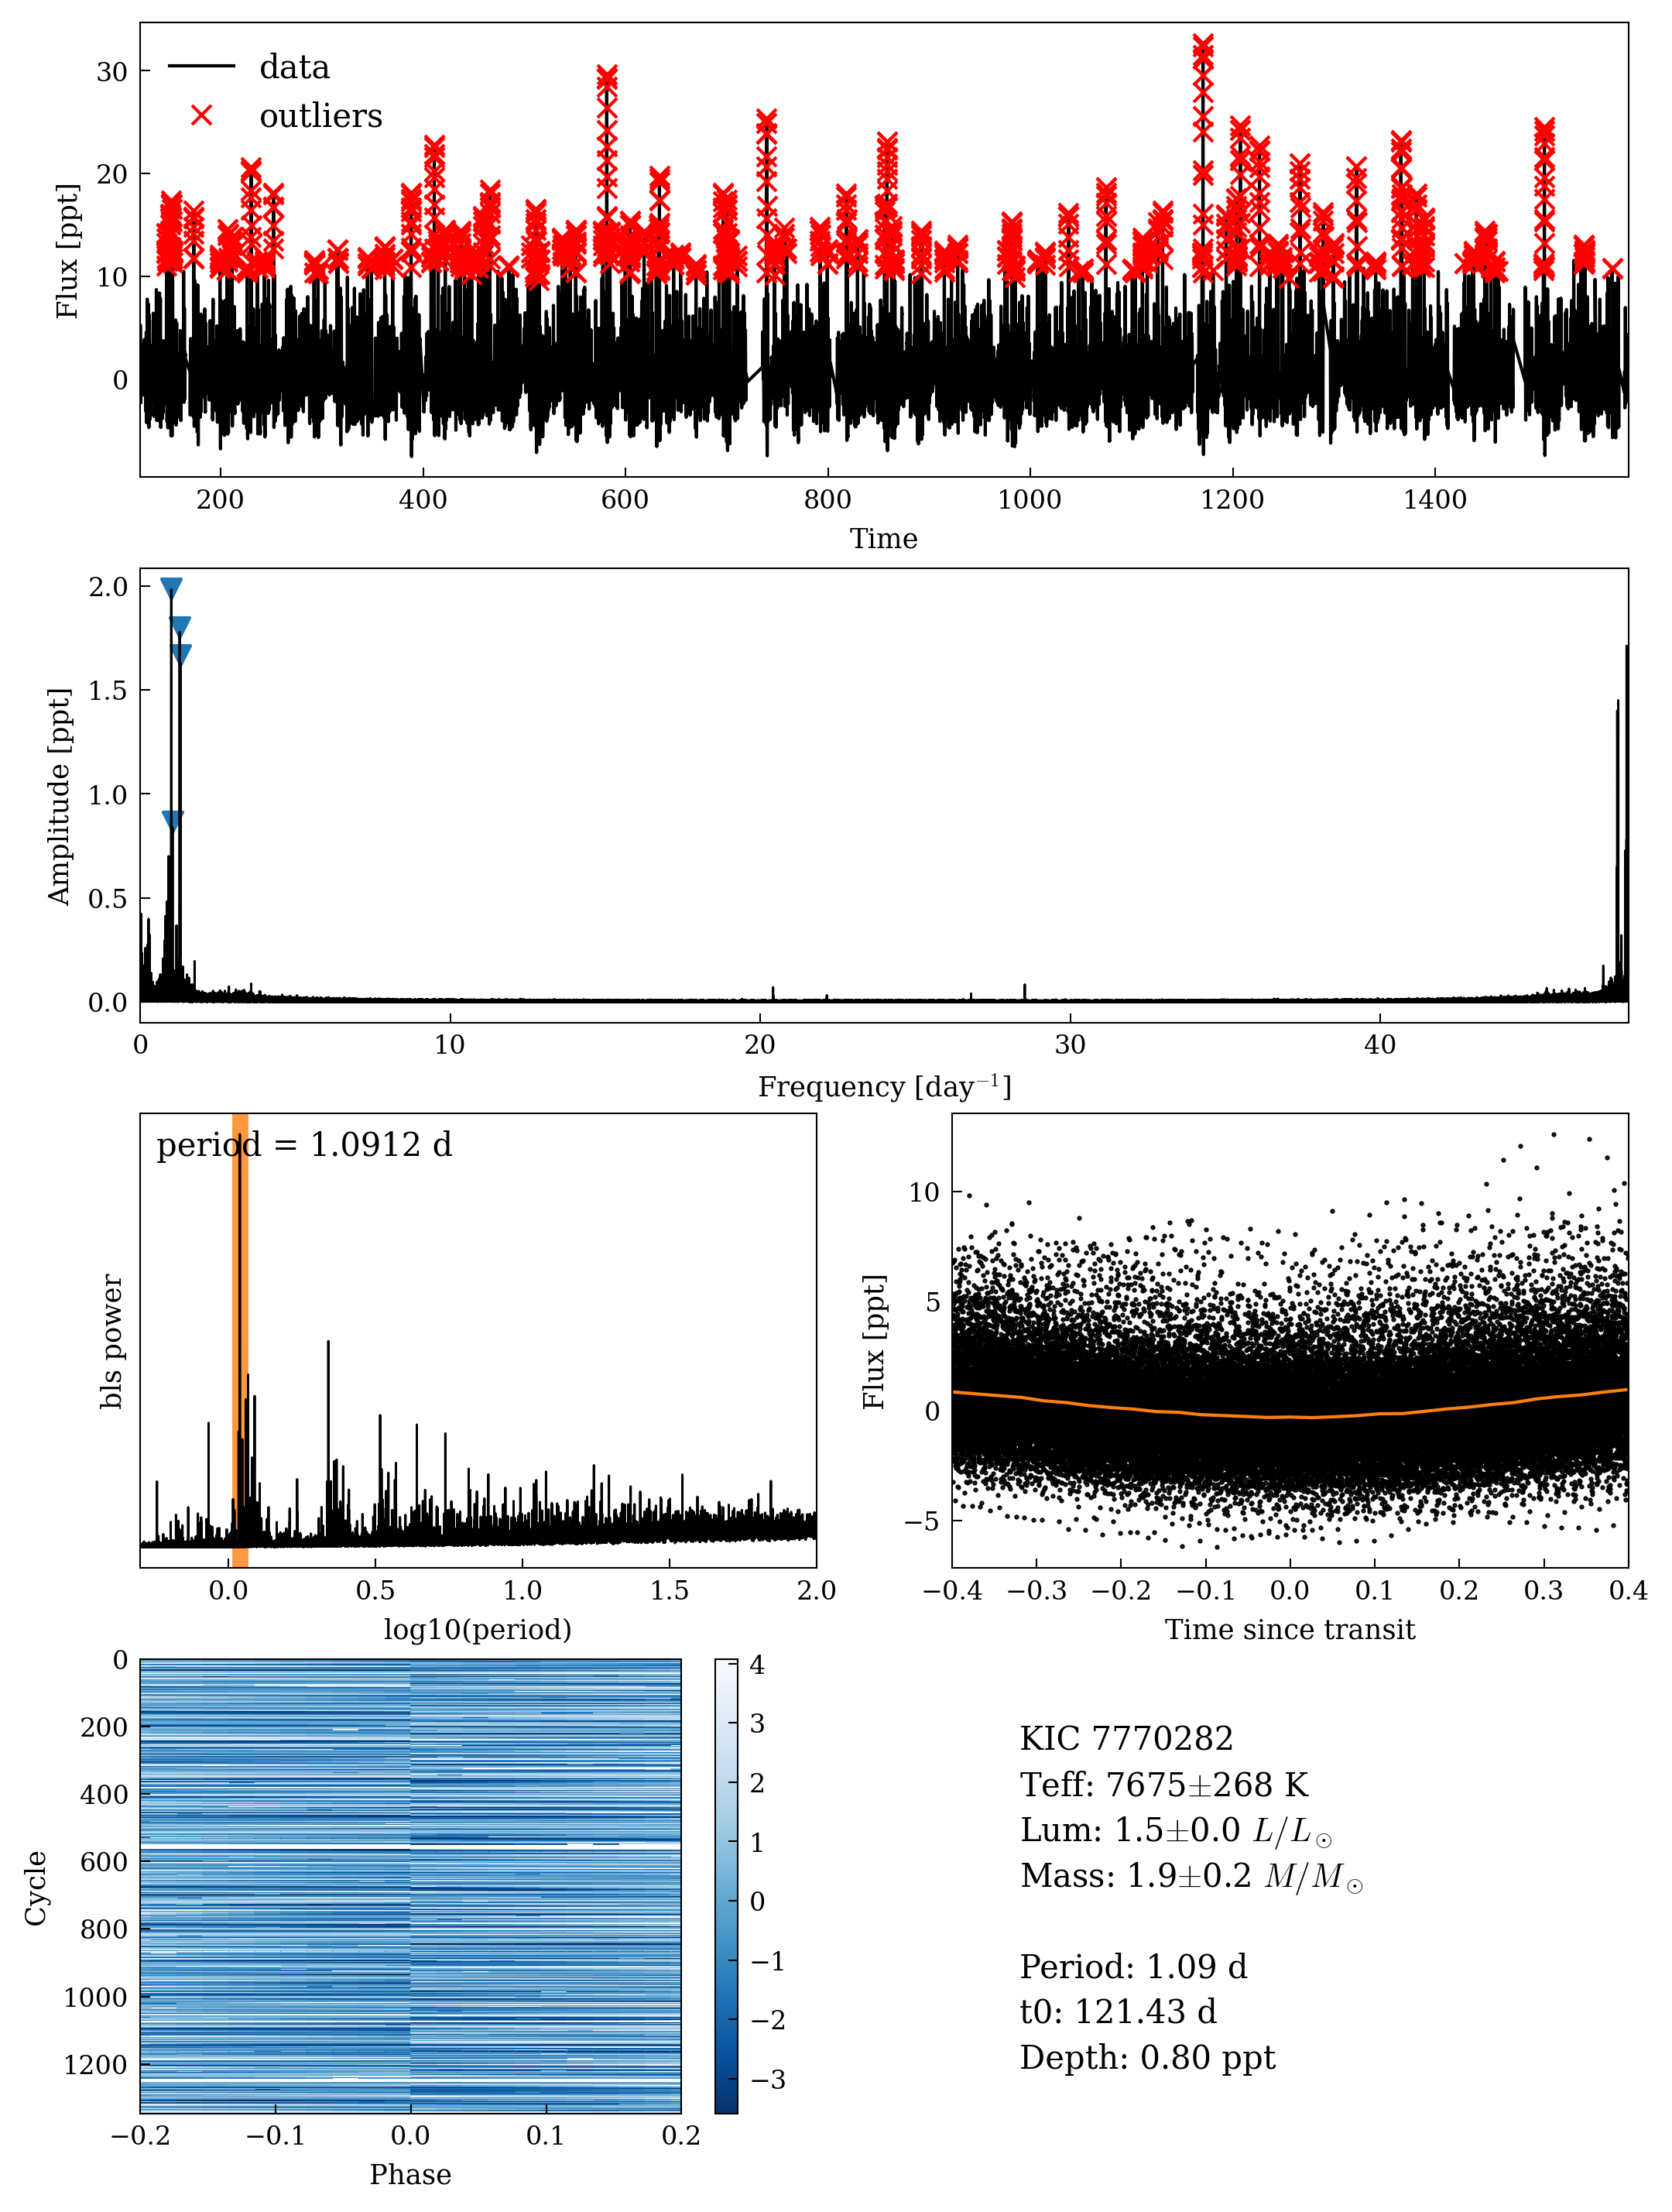 data
outliers
30
20
10
0
Flux [ppt]
200 400 600 800 1000 1200 1400
Time
2.0
1.5
1.0
0.5
0.0
Amplitude [ppt]
0 10 20 30 40
Frequency [day⁻¹]
period = 1.0912 d
bls power
0.0 0.5 1.0 1.5 2.0
log10(period)
10
5
0
−5
Flux [ppt]
−0.4 −0.3 −0.2 −0.1 0.0 0.1 0.2 0.3 0.4
Time since transit
0
200
400
600
800
1000
1200
Cycle
−0.2 −0.1 0.0 0.1 0.2
Phase
4
3
2
1
0
−1
−2
−3
KIC 7770282
Teff: 7675±268 K
Lum: 1.5±0.0 L/L⊙
Mass: 1.9±0.2 M/M⊙
Period: 1.09 d
t0: 121.43 d
Depth: 0.80 ppt